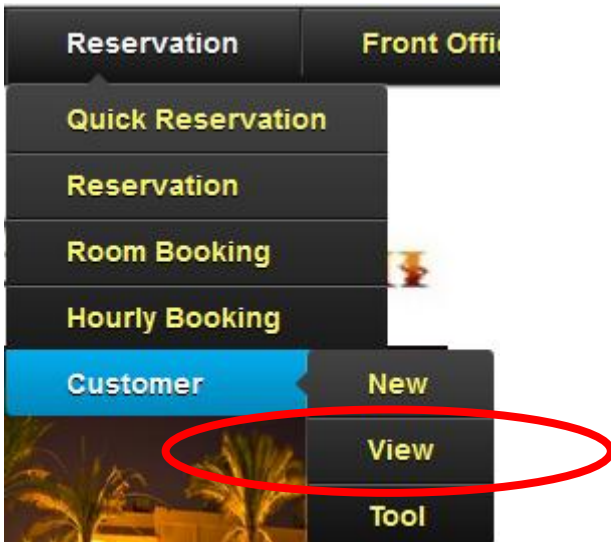 Reservation Front Offi
Quick Reservation
Reservation
Room Booking
Hourly Booking
Customer New
View
Tool